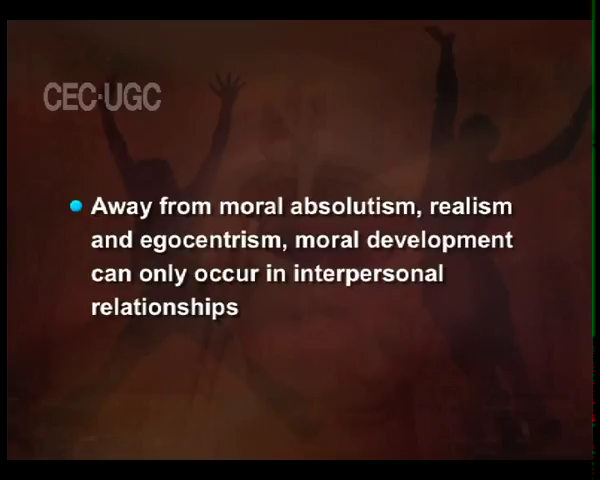 CEC-UGC
Away from moral absolutism, realism
and egocentrism, moral development
can only occur in interpersonal
relationships